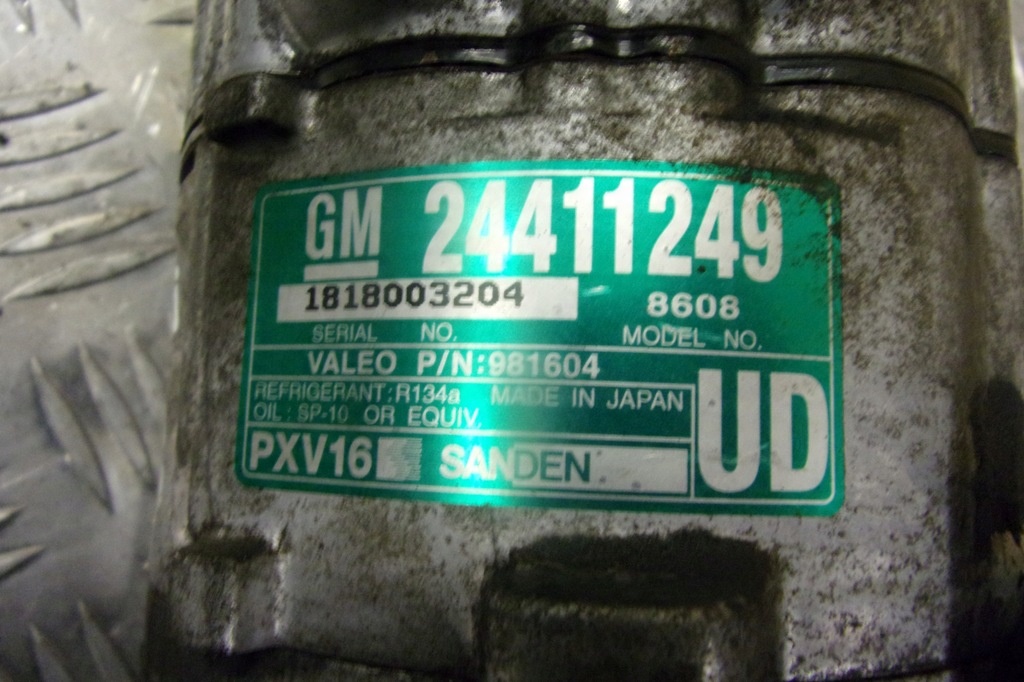 GM 24411249
1818003204 8608
SERIAL NO. MODEL NO.
VALEO P/N:981604
REFRIGERANT:R134a MADE IN JAPAN
OIL: SP-10 OR EQUIV.
PXV16 SANDEN
UD